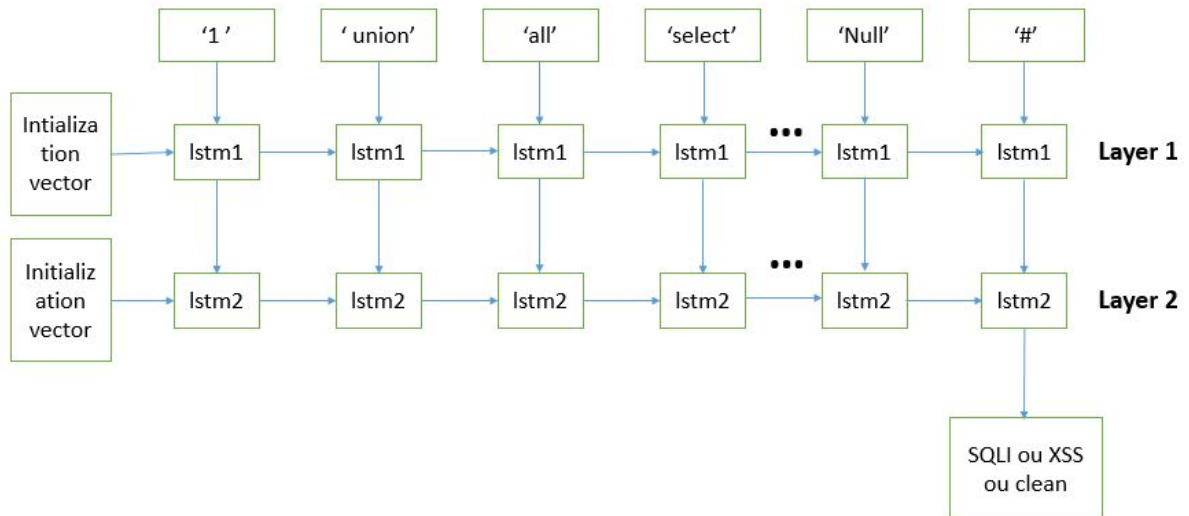 ‘1 ’
‘ union’
‘all’
‘select’
‘Null’
‘#’
Intializa
tion
vector
lstm1
lstm1
lstm1
lstm1
...
lstm1
lstm1
Layer 1
Initializ
ation
vector
lstm2
lstm2
lstm2
lstm2
...
lstm2
lstm2
Layer 2
SQLI ou XSS
ou clean